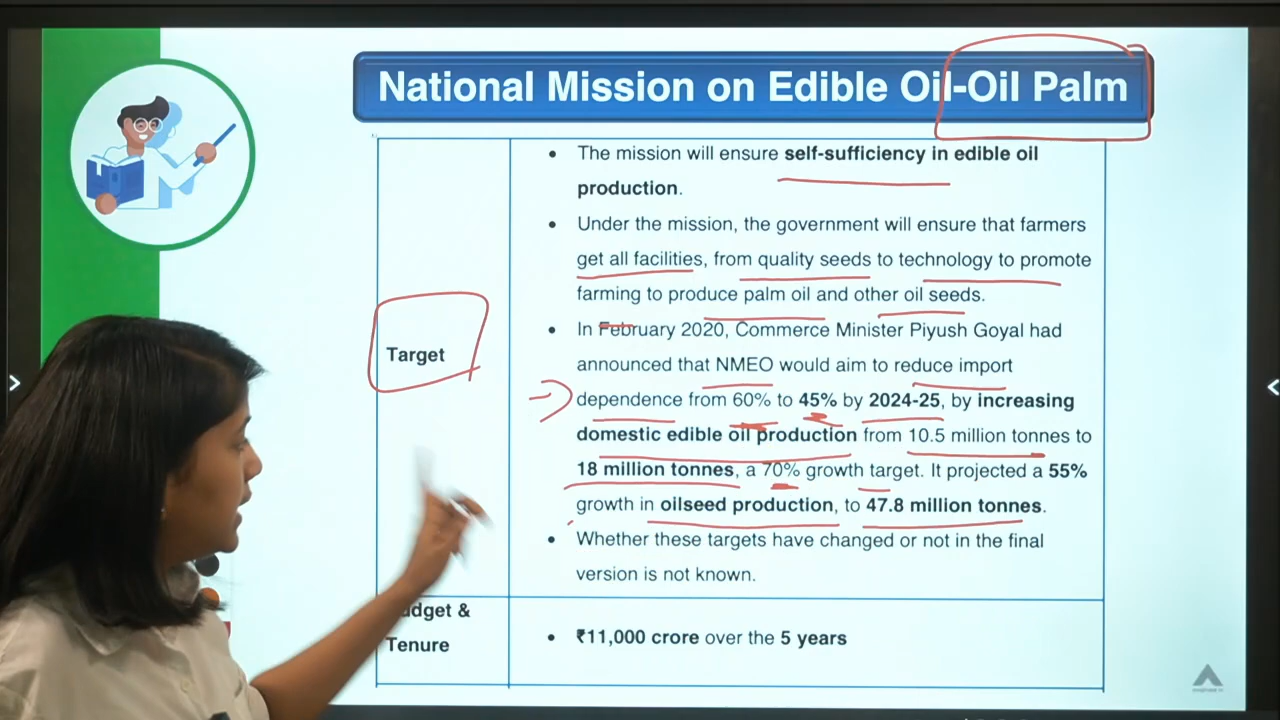 National Mission on Edible Oil-Oil Palm
• The mission will ensure self-sufficiency in edible oil
production.
• Under the mission, the government will ensure that farmers
get all facilities, from quality seeds to technology to promote
farming to produce palm oil and other oil seeds.
• In February 2020, Commerce Minister Piyush Goyal had
Target
announced that NMEO would aim to reduce import
dependence from 60% to 45% by 2024-25, by increasing
domestic edible oil production from 10.5 million tonnes to
18 million tonnes, a 70% growth target. It projected a 55%
growth in oilseed production, to 47.8 million tonnes.
• Whether these targets have changed or not in the final
version is not known.
&
Tenure
• ₹11,000 crore over the 5 years